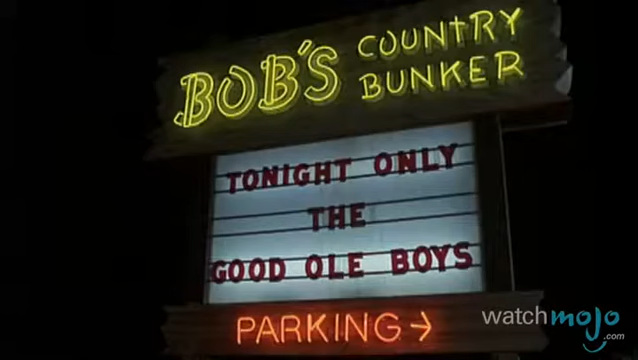 BOB'S COUNTRY
BUNKER
TONIGHT ONLY
THE
GOOD OLE BOYS
PARKING →
watchmojo
.com